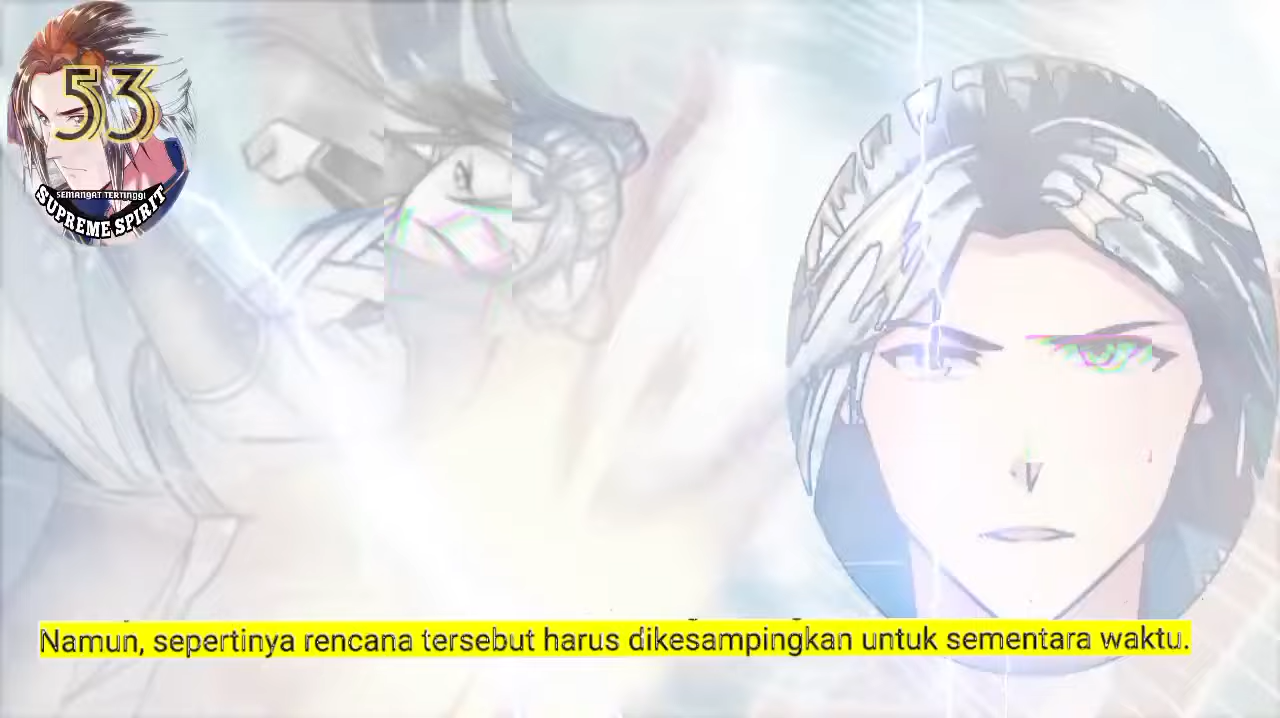 53
SEMANGAT TERTINGGI
SUPREME SPIRIT
Namun, sepertinya rencana tersebut harus dikesampingkan untuk sementara waktu.